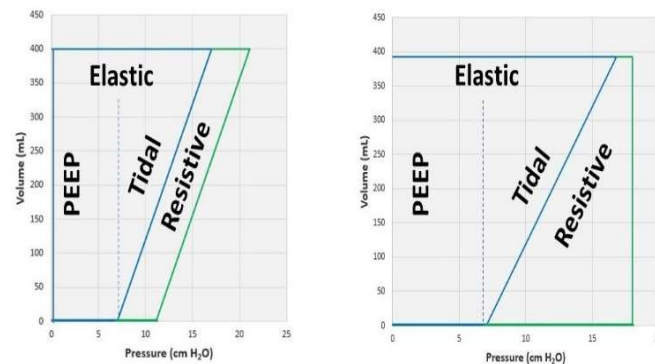 450
400
350
300
250
200
150
100
50
0
Volume (mL)
Elastic
PEEP
Tidal
Resistive
0 5 10 15 20 25
Pressure (cm H₂O)
450
400
350
300
250
200
150
100
50
0
Volume (mL)
Elastic
PEEP
Tidal
Resistive
0 5 10 15
Pressure (cm H₂O)